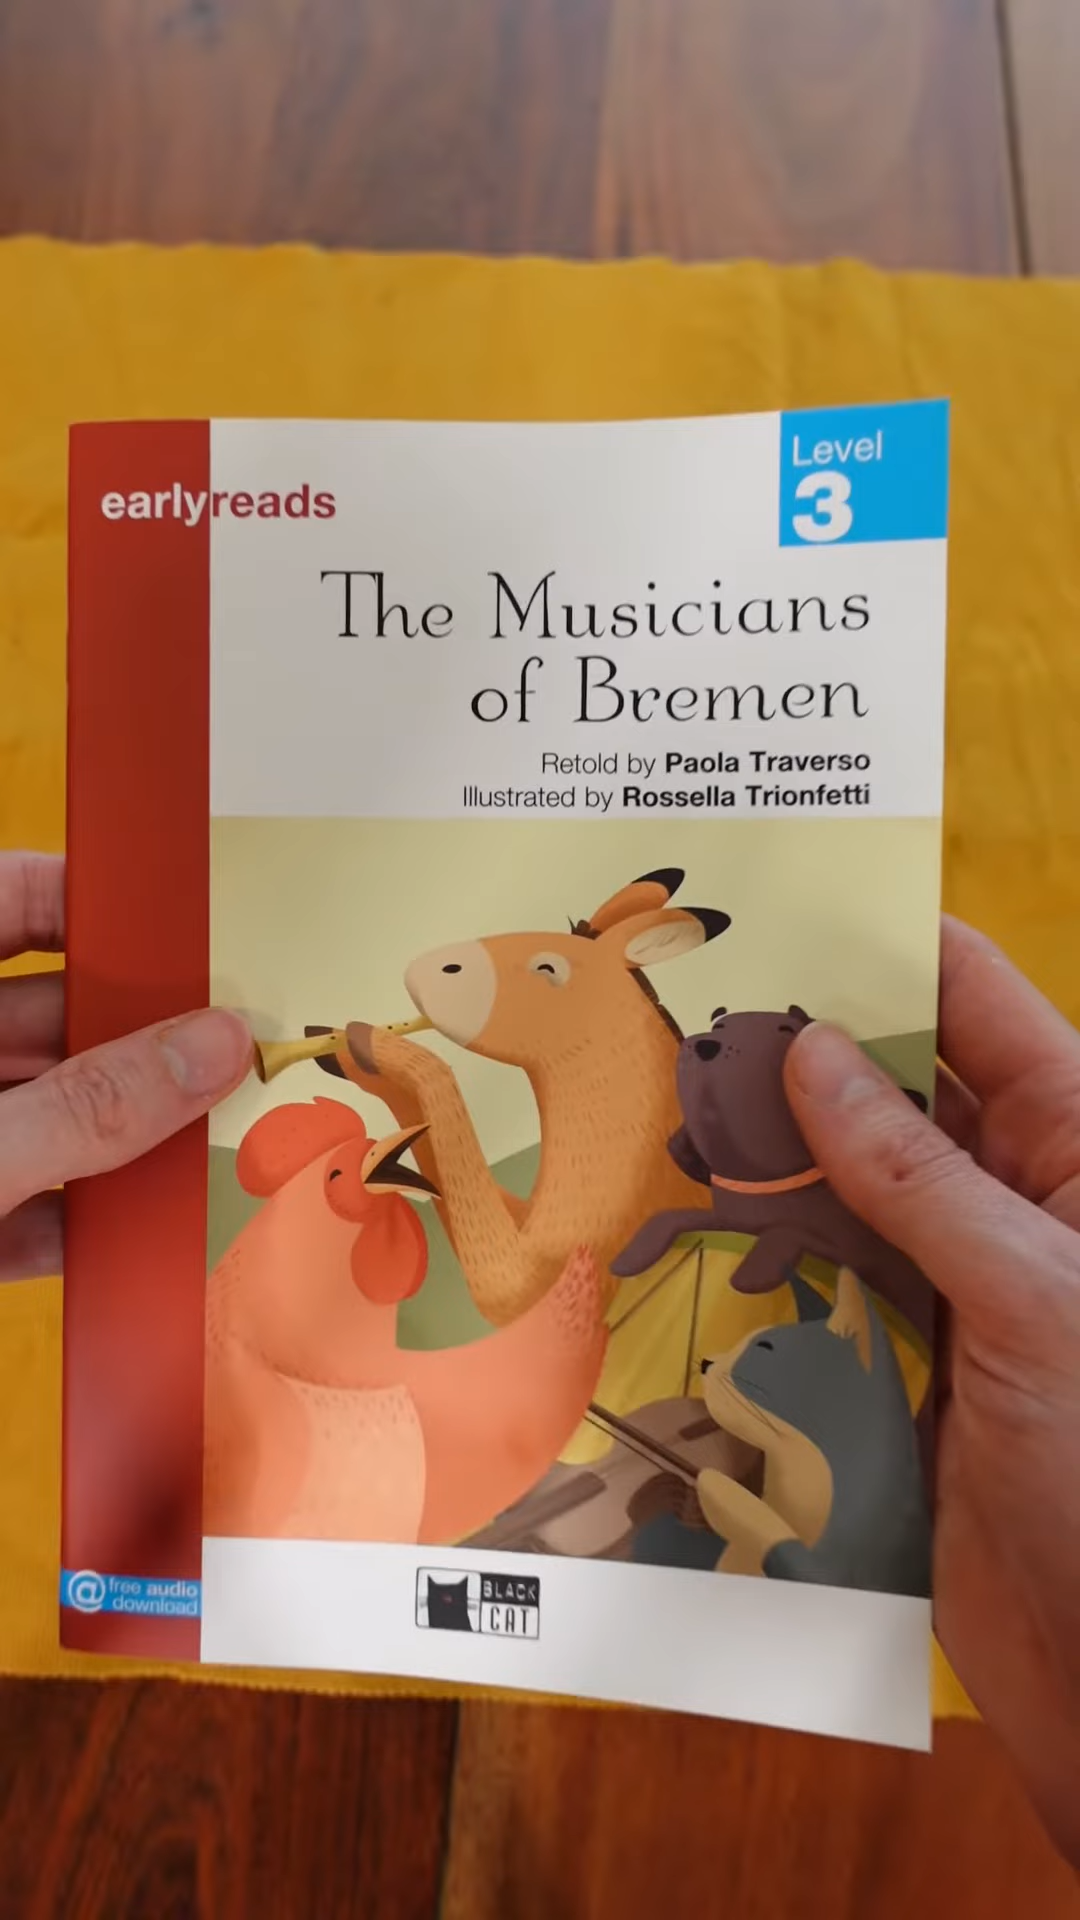 earlyreads
Level
3
The Musicians
of Bremen
Retold by Paola Traverso
Illustrated by Rossella Trionfetti
@ free audio
download
BLACK
CAT